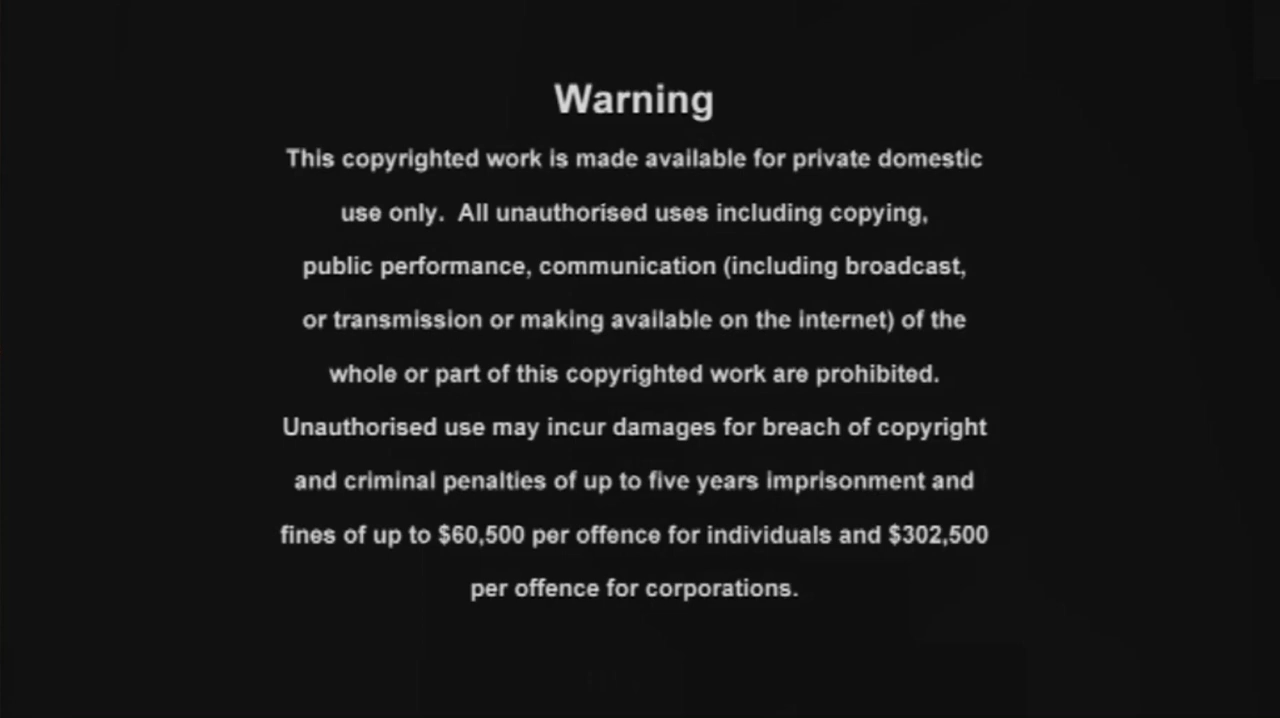 Warning
This copyrighted work is made available for private domestic
use only.  All unauthorised uses including copying,
public performance, communication (including broadcast,
or transmission or making available on the internet) of the
whole or part of this copyrighted work are prohibited.
Unauthorised use may incur damages for breach of copyright
and criminal penalties of up to five years imprisonment and
fines of up to $60,500 per offence for individuals and $302,500
per offence for corporations.